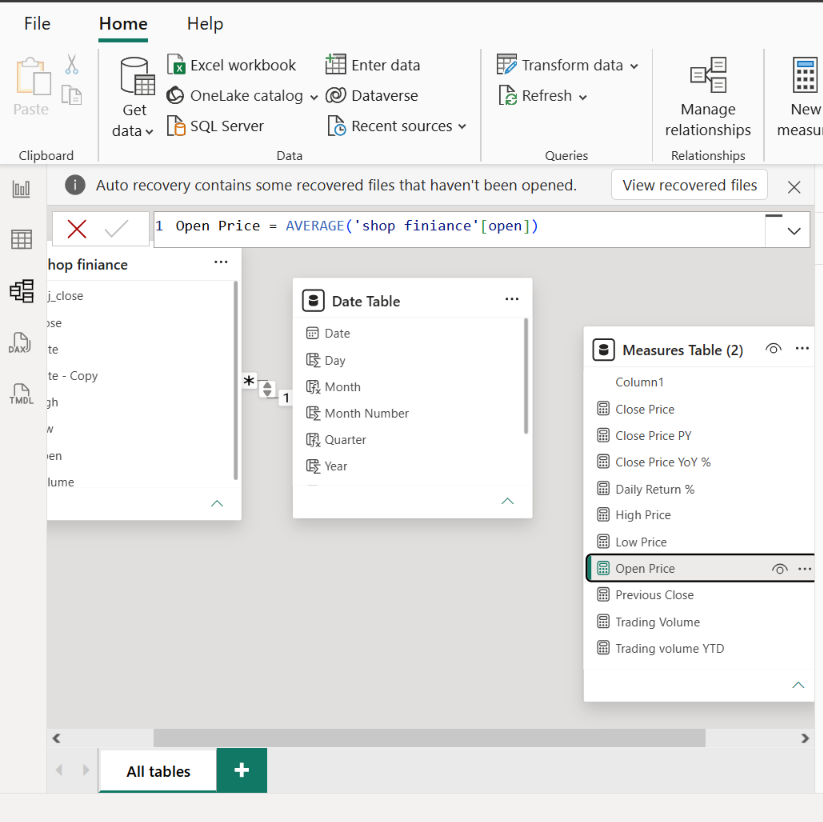 File Home Help
Paste
Clipboard
Get
data
Excel workbook
OneLake catalog
SQL Server
Enter data
Dataverse
Recent sources
Data
Transform data
Refresh
Queries
Manage
relationships
Relationships
New
measu
Auto recovery contains some recovered files that haven't been opened.
View recovered files
1 Open Price = AVERAGE('shop finiance'[open])
DAX
TMDL
hop finiance
j_close
ose
te
te - Copy
gh
w
en
lume
* 1
Date Table
Date
Day
Month
Month Number
Quarter
Year
Measures Table (2)
Column1
Close Price
Close Price PY
Close Price YoY %
Daily Return %
High Price
Low Price
Open Price
Previous Close
Trading Volume
Trading volume YTD
All tables